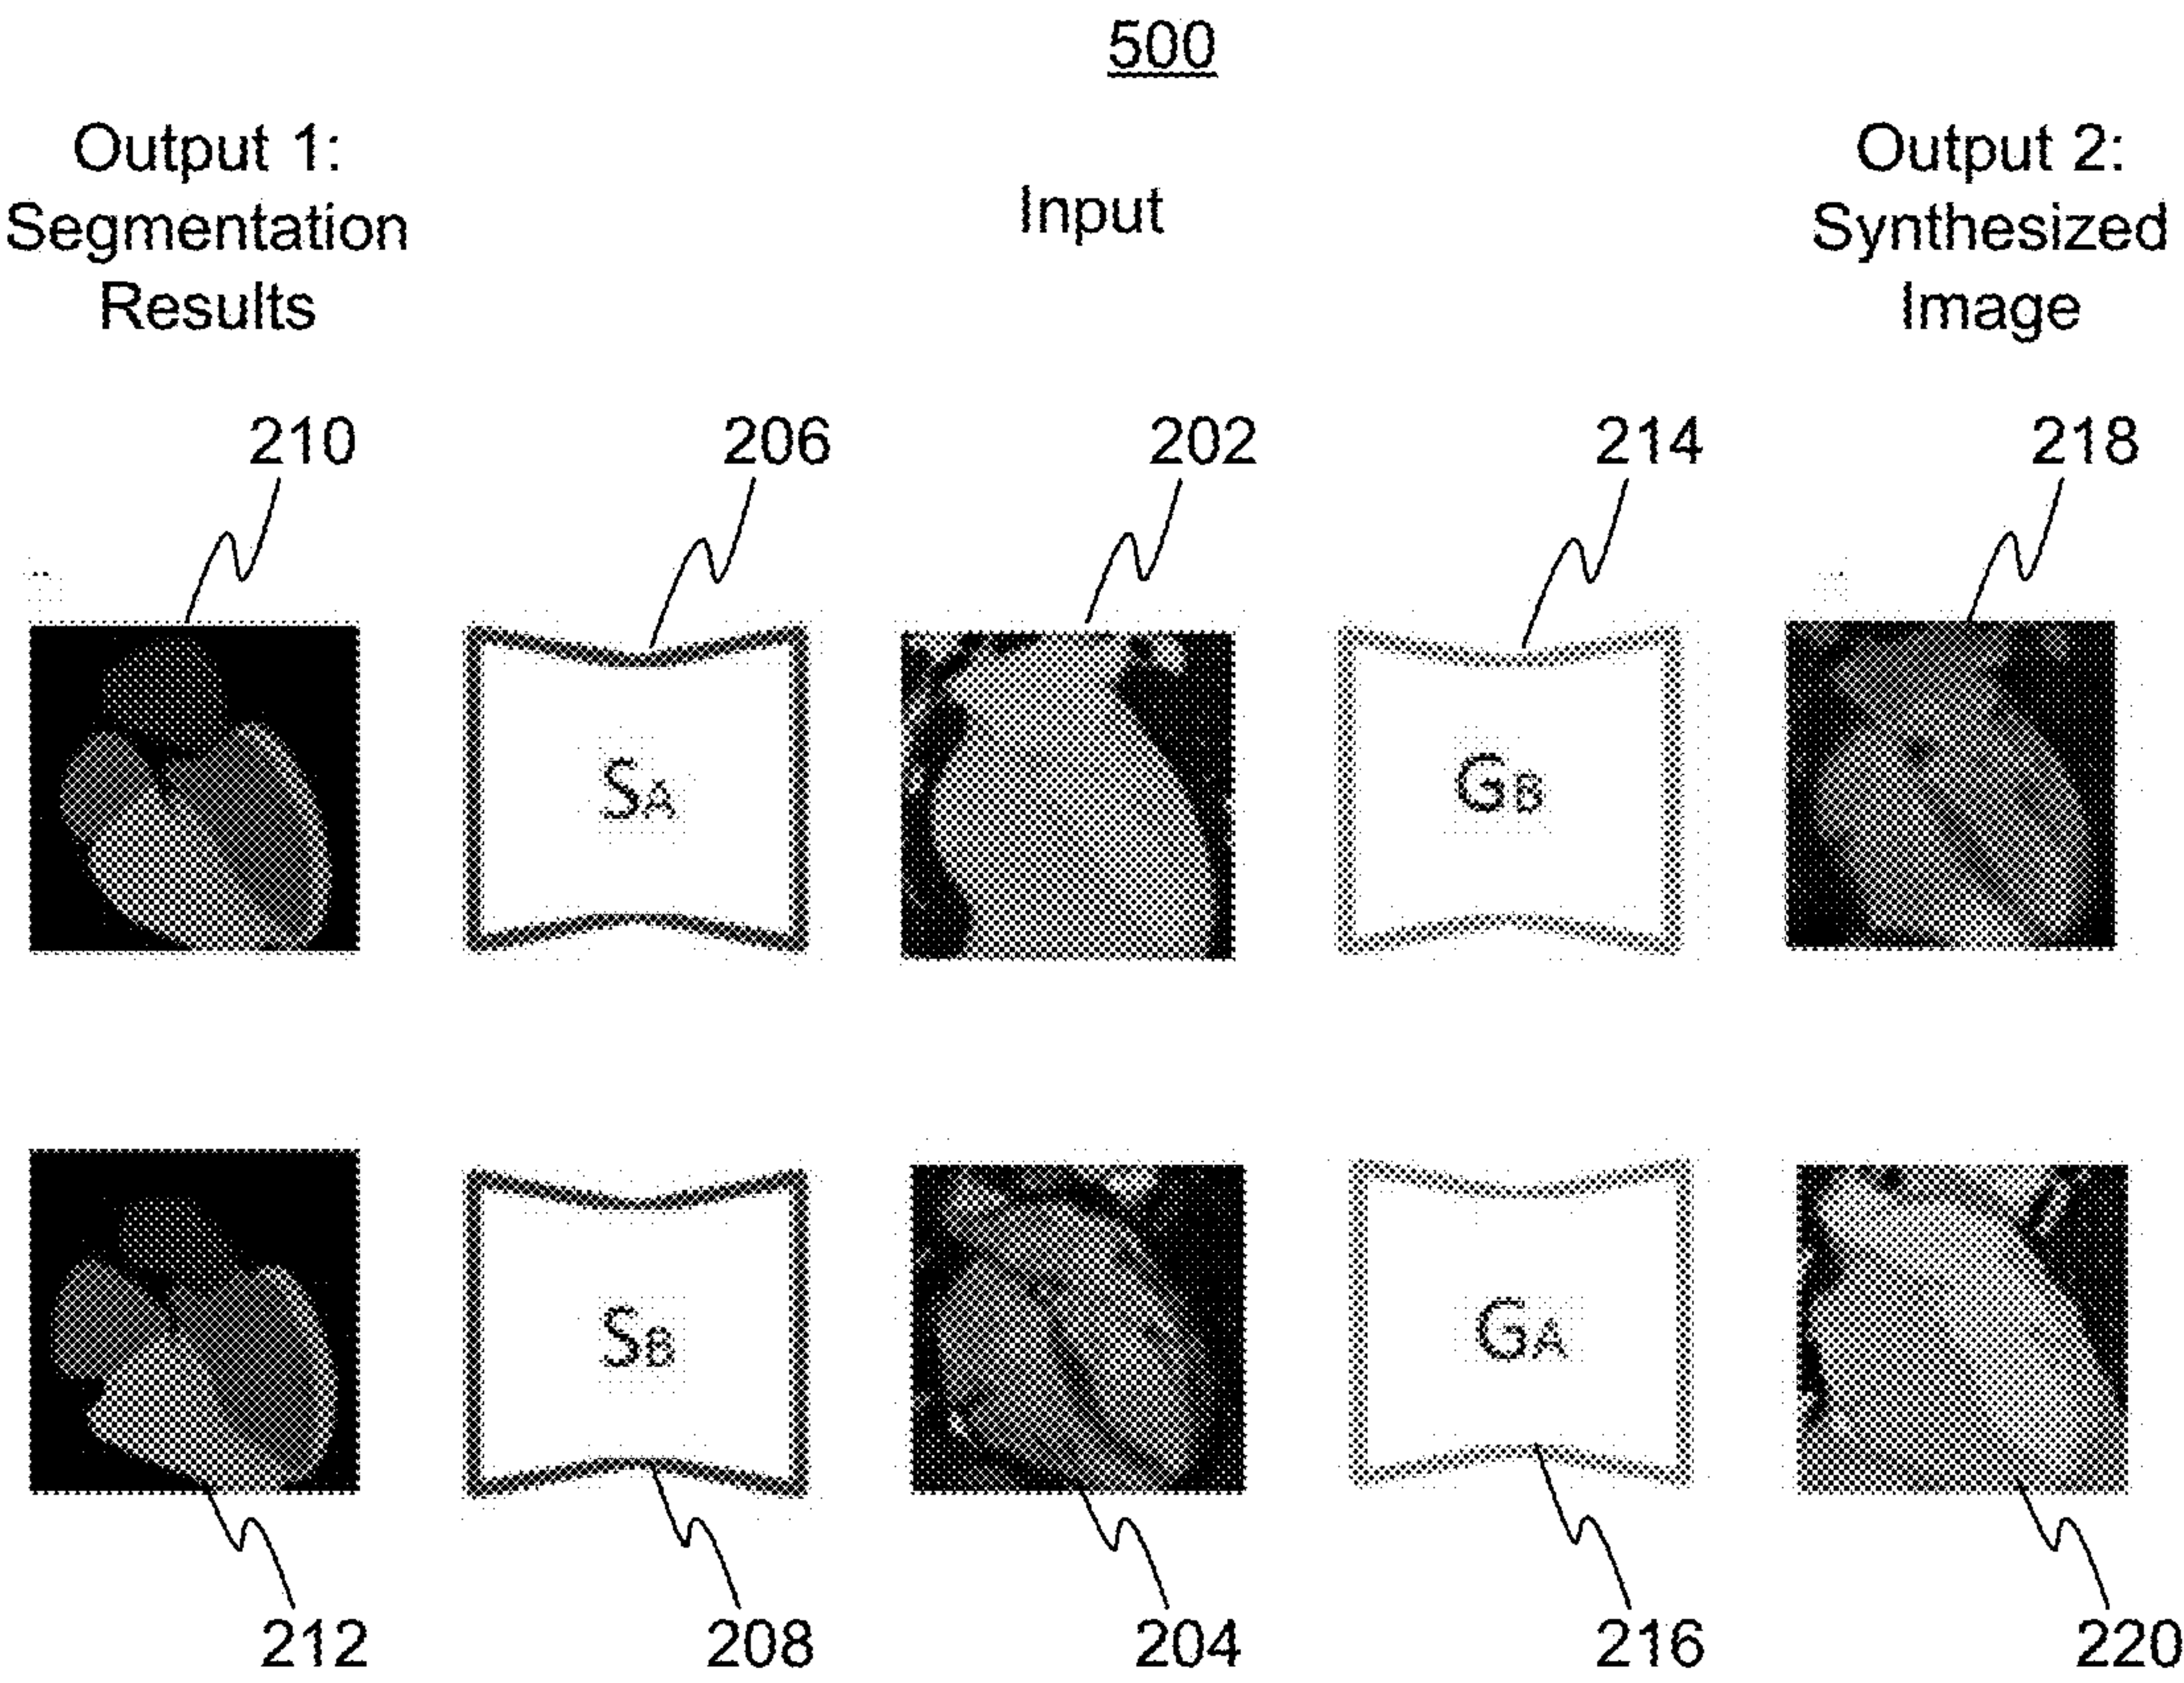 500
Output 1:
Segmentation
Results
Input
Output 2:
Synthesized
Image
210
206
202
214
218
SA
GB
SB
GA
212
208
204
216
220